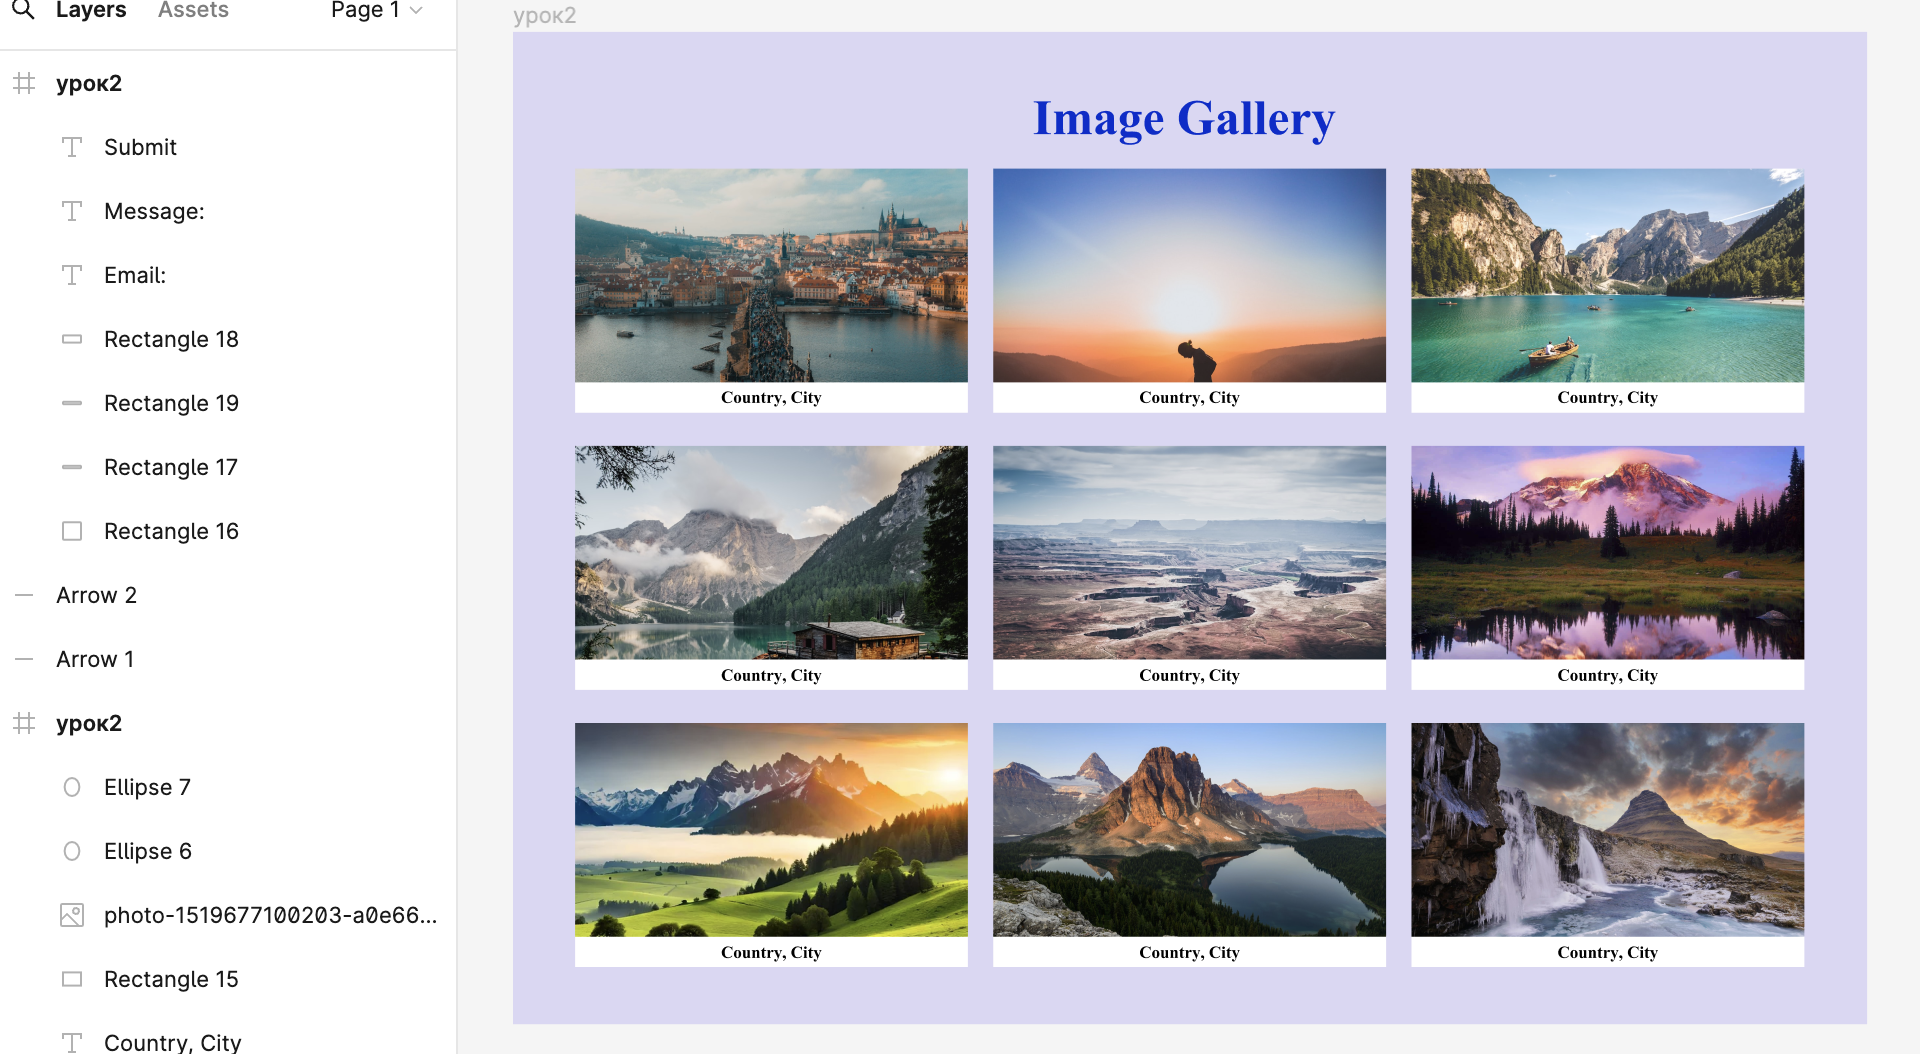 Layers Assets Page 1
урок2
Submit
Message:
Email:
Rectangle 18
Rectangle 19
Rectangle 17
Rectangle 16
Arrow 2
Arrow 1
урок2
Ellipse 7
Ellipse 6
photo-1519677100203-a0e66...
Rectangle 15
Country, City
урок2
Image Gallery
Country, City
Country, City
Country, City
Country, City
Country, City
Country, City
Country, City
Country, City
Country, City